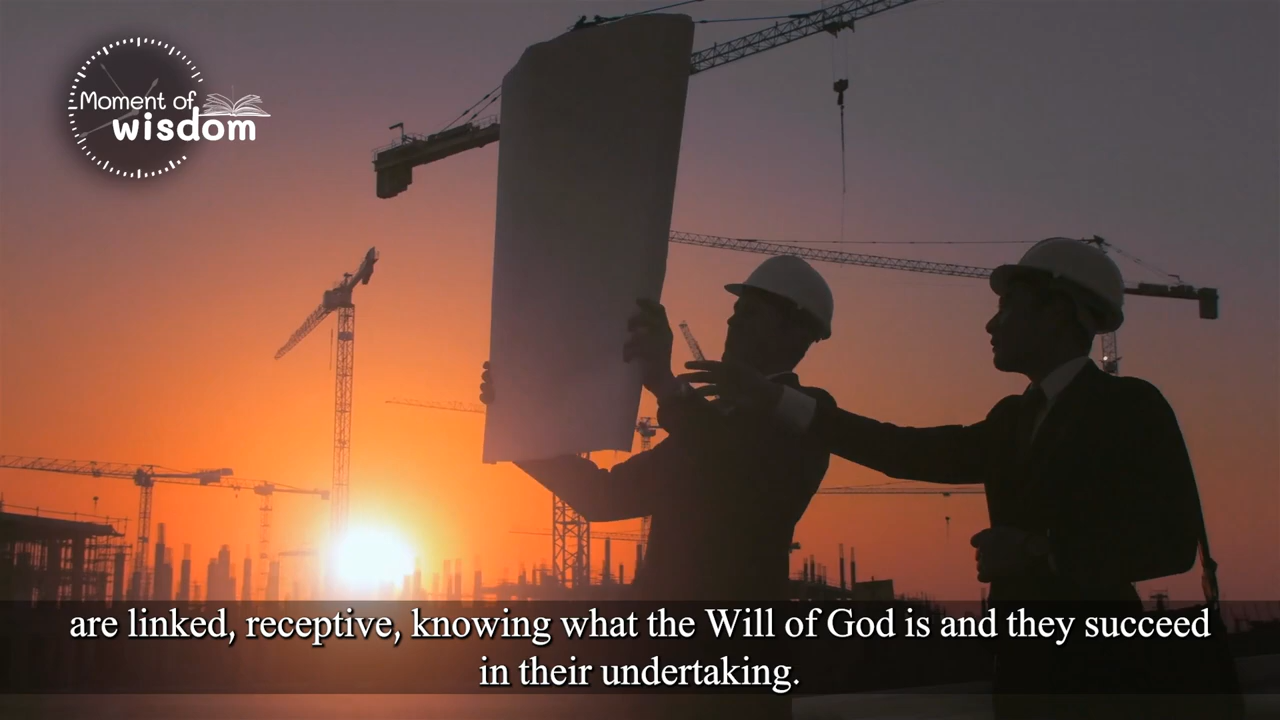 Moment of
wisdom
are linked, receptive, knowing what the Will of God is and they succeed
in their undertaking.